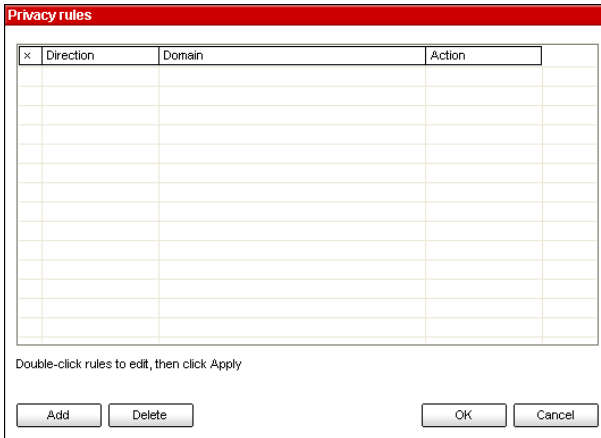 Privacy rules
× Direction Domain Action
Double-click rules to edit, then click Apply
Add Delete OK Cancel